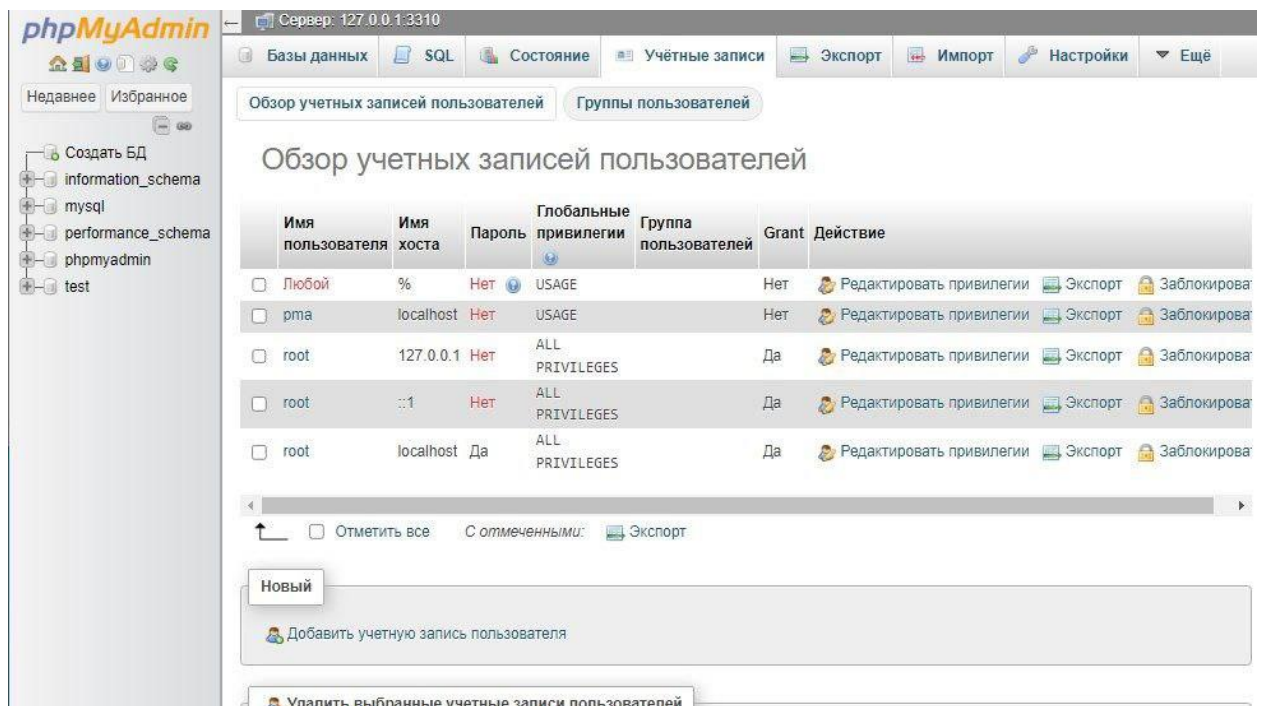 phpMyAdmin
Недавнее Избранное
Создать БД
information_schema
mysql
performance_schema
phpmyadmin
test
← Сервер: 127.0.0.1:3310
Базы данных SQL Состояние Учётные записи Экспорт Импорт Настройки Ещё
Обзор учетных записей пользователей Группы пользователей
Обзор учетных записей пользователей
Имя пользователя Имя хоста Пароль Глобальные привилегии Группа пользователей Grant Действие
Любой % Нет USAGE Нет Редактировать привилегии Экспорт Заблокироват
pma localhost Нет USAGE Нет Редактировать привилегии Экспорт Заблокироват
root 127.0.0.1 Нет ALL PRIVILEGES Да Редактировать привилегии Экспорт Заблокироват
root ::1 Нет ALL PRIVILEGES Да Редактировать привилегии Экспорт Заблокироват
root localhost Да ALL PRIVILEGES Да Редактировать привилегии Экспорт Заблокироват
Отметить все С отмеченными: Экспорт
Новый
Добавить учетную запись пользователя
Удалить выбранные учетные записи пользователей